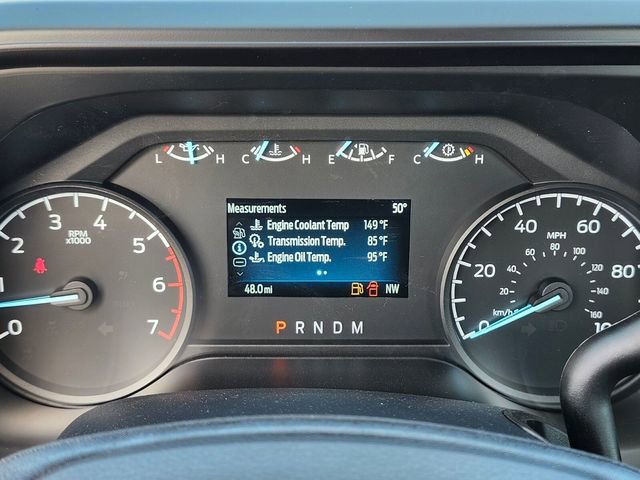 L H C H E F C H
Measurements 50°
Engine Coolant Temp 149 °F
Transmission Temp. 85 °F
Engine Oil Temp. 95 °F
48.0 mi NW
P R N D M
RPM
x1000
0 1 2 3 4 5 6 7
MPH
0 20 40 60 80
km/h
20 40 60 80 100 120 140 160